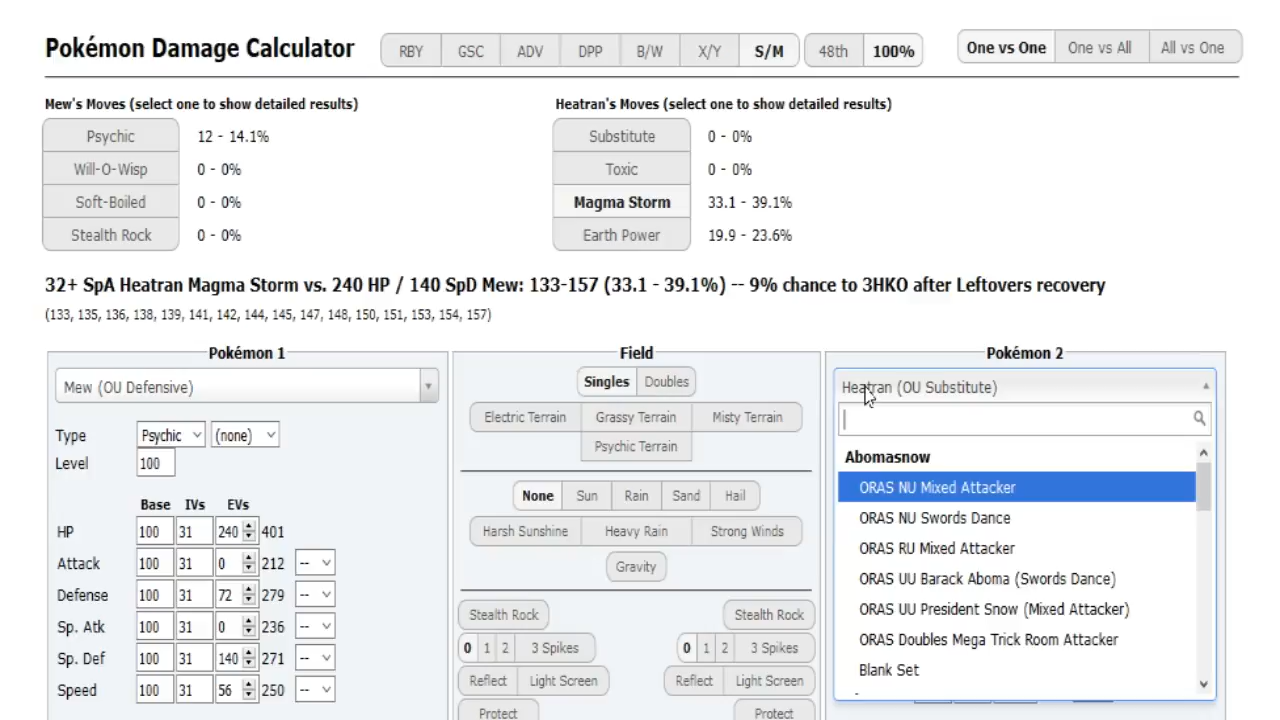 Pokémon Damage Calculator RBY GSC ADV DPP B/W X/Y S/M 48th 100% One vs One One vs All All vs One
Mew's Moves (select one to show detailed results) Heatran's Moves (select one to show detailed results)
Psychic 12 - 14.1% Substitute 0 - 0%
Will-O-Wisp 0 - 0% Toxic 0 - 0%
Soft-Boiled 0 - 0% Magma Storm 33.1 - 39.1%
Stealth Rock 0 - 0% Earth Power 19.9 - 23.6%
32+ SpA Heatran Magma Storm vs. 240 HP / 140 SpD Mew: 133-157 (33.1 - 39.1%) -- 9% chance to 3HKO after Leftovers recovery
(133, 135, 136, 138, 139, 141, 142, 144, 145, 147, 148, 150, 151, 153, 154, 157)
Pokémon 1
Mew (OU Defensive)
Type Psychic (none)
Level 100
Base IVs EVs
HP 100 31 240 401
Attack 100 31 0 212 --
Defense 100 31 72 279 --
Sp. Atk 100 31 0 236 --
Sp. Def 100 31 140 271 --
Speed 100 31 56 250 --
Field
Singles Doubles
Electric Terrain Grassy Terrain Misty Terrain
Psychic Terrain
None Sun Rain Sand Hail
Harsh Sunshine Heavy Rain Strong Winds
Gravity
Stealth Rock Stealth Rock
0 1 2 3 Spikes 0 1 2 3 Spikes
Reflect Light Screen Reflect Light Screen
Protect Protect
Pokémon 2
Heatran (OU Substitute)
Abomasnow
ORAS NU Mixed Attacker
ORAS NU Swords Dance
ORAS RU Mixed Attacker
ORAS UU Barack Aboma (Swords Dance)
ORAS UU President Snow (Mixed Attacker)
ORAS Doubles Mega Trick Room Attacker
Blank Set